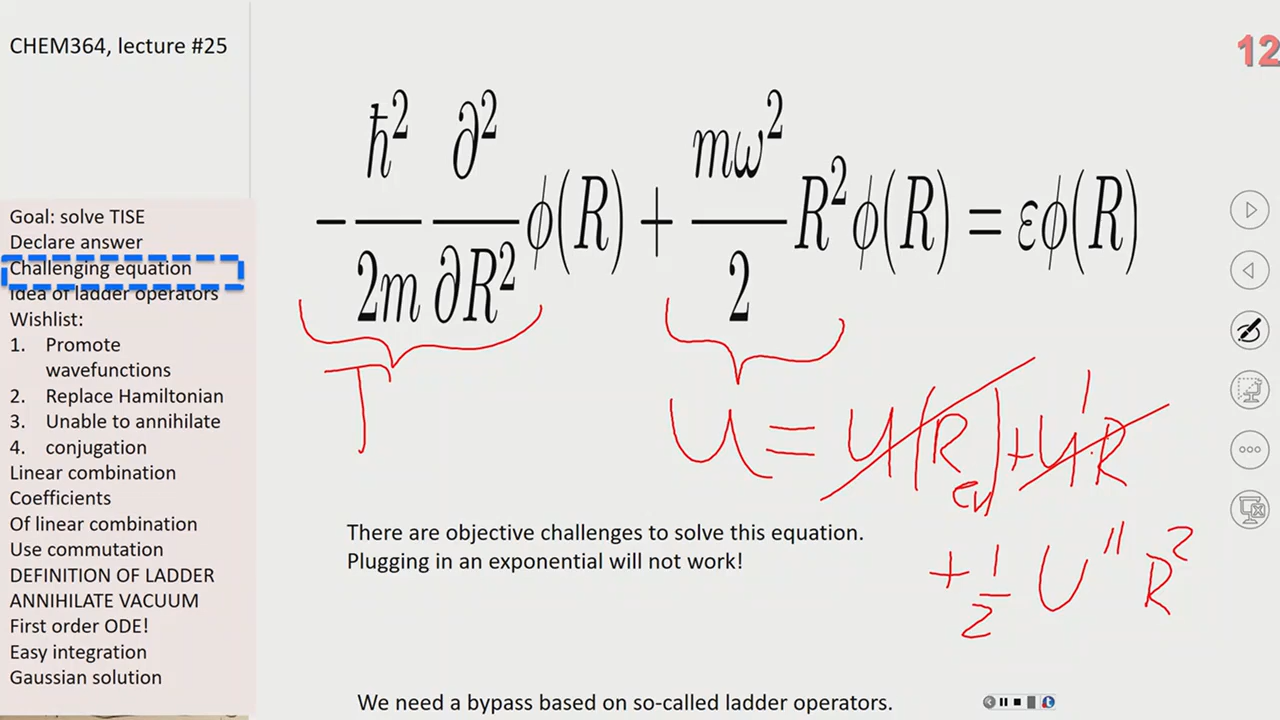 CHEM364, lecture #25
12
Goal: solve TISE
Declare answer
Challenging equation
Idea of ladder operators
Wishlist:
1. Promote
wavefunctions
2. Replace Hamiltonian
3. Unable to annihilate
4. conjugation
Linear combination
Coefficients
Of linear combination
Use commutation
DEFINITION OF LADDER
ANNIHILATE VACUUM
First order ODE!
Easy integration
Gaussian solution
-ħ²/2m ∂²/∂R² ϕ(R) + mω²/2 R²ϕ(R) = εϕ(R)
T
U = U(R) + U'R
+ 1/2 U'' R²
There are objective challenges to solve this equation.
Plugging in an exponential will not work!
We need a bypass based on so-called ladder operators.